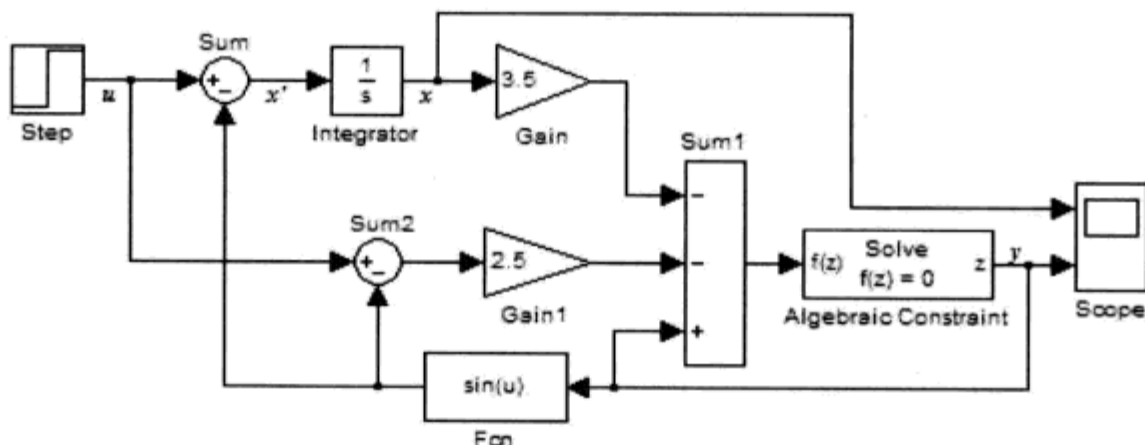 Sum
+
−
u
x'
1
s
x
3.5
Step
Integrator
Gain
Sum1
−
Sum2
+
−
2.5
−
f(z)
Solve
f(z) = 0
z
y
Gain1
Algebraic Constraint
Scope
+
sin(u)
Fcn